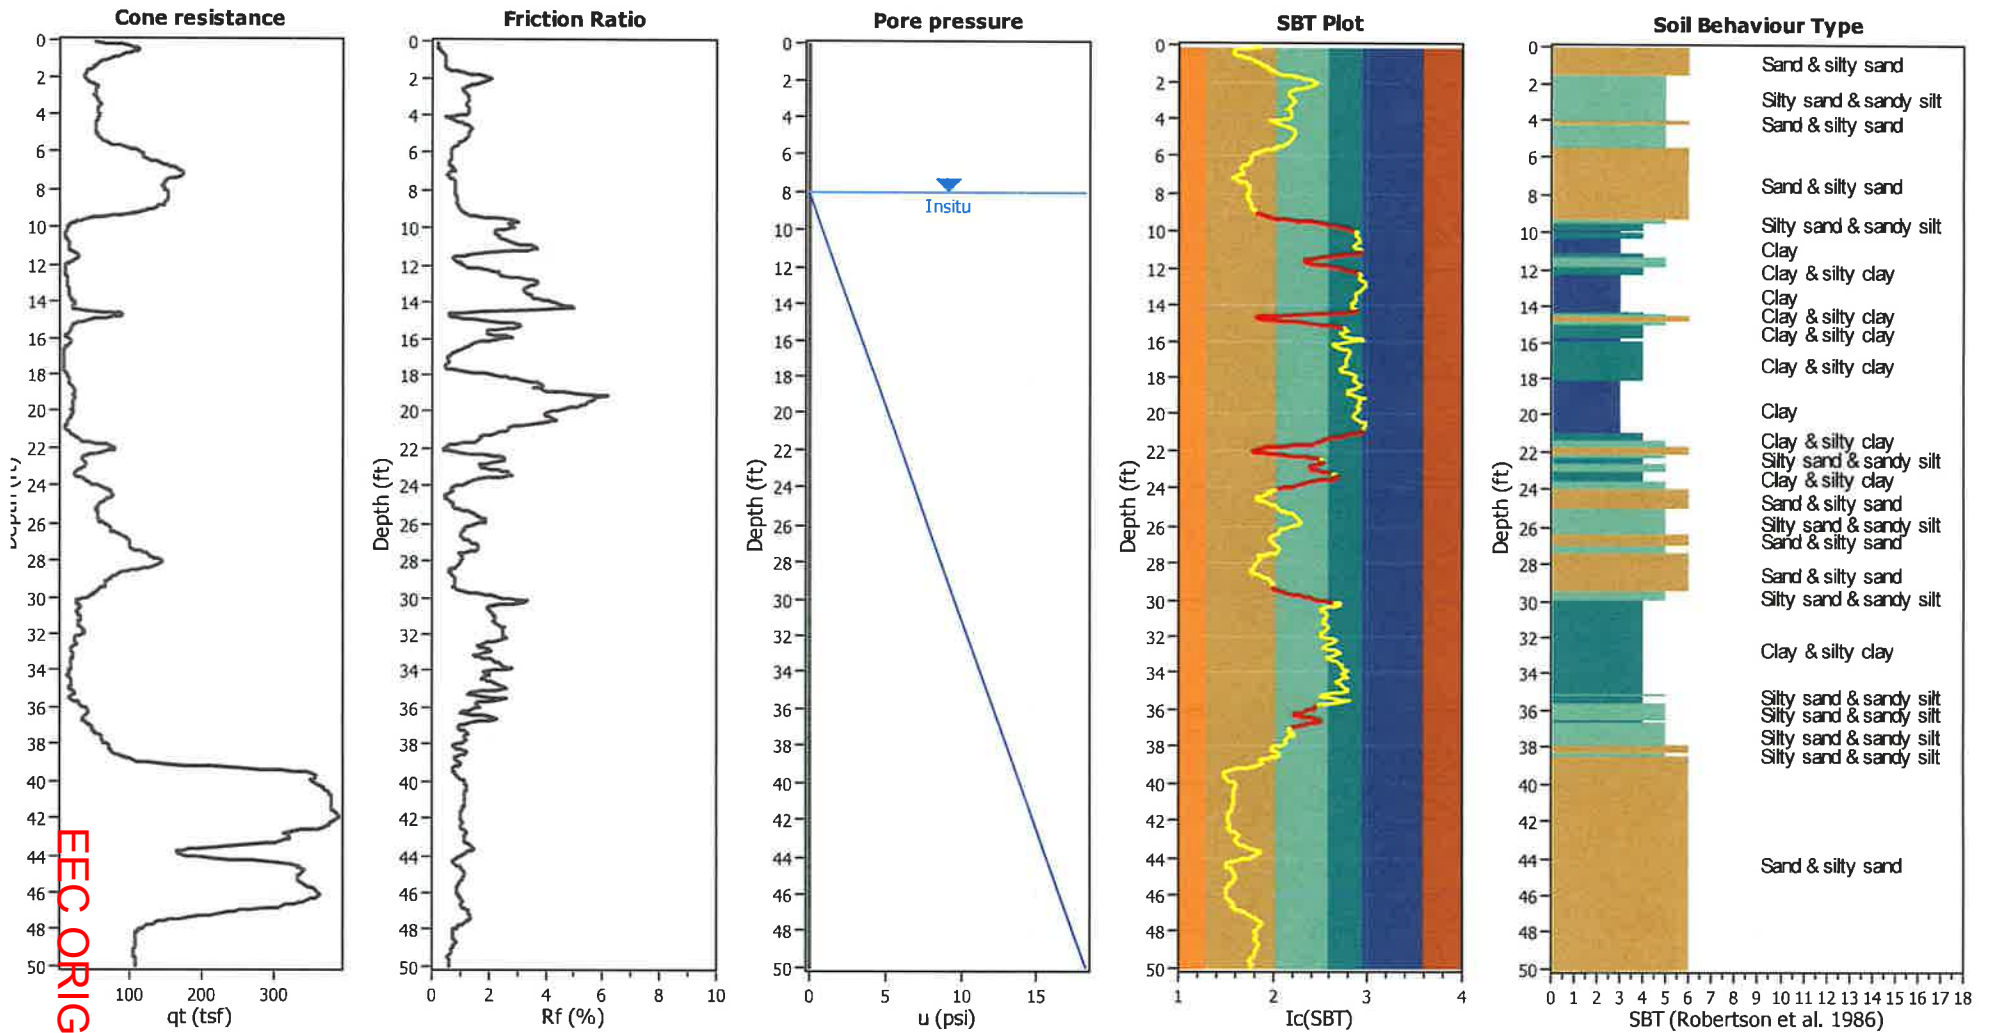 Cone resistance
0
2
4
6
8
10
12
14
16
18
20
22
24
26
28
30
32
34
36
38
40
42
44
46
48
50
100 200 300
qt (tsf)
EFC ORIG
Friction Ratio
Depth (ft)
0
2
4
6
8
10
12
14
16
18
20
22
24
26
28
30
32
34
36
38
40
42
44
46
48
50
0 2 4 6 8 10
Rf (%)
Pore pressure
Depth (ft)
0
2
4
6
8
10
12
14
16
18
20
22
24
26
28
30
32
34
36
38
40
42
44
46
48
50
Insitu
0 5 10 15
u (psi)
SBT Plot
Depth (ft)
0
2
4
6
8
10
12
14
16
18
20
22
24
26
28
30
32
34
36
38
40
42
44
46
48
50
1 2 3 4
Ic(SBT)
Soil Behaviour Type
Depth (ft)
0
2
4
6
8
10
12
14
16
18
20
22
24
26
28
30
32
34
36
38
40
42
44
46
48
50
Sand & silty sand
Silty sand & sandy silt
Sand & silty sand
Sand & silty sand
Silty sand & sandy silt
Clay
Clay & silty clay
Clay
Clay & silty clay
Clay & silty clay
Clay & silty clay
Clay
Clay & silty clay
Silty sand & sandy silt
Clay & silty clay
Sand & silty sand
Silty sand & sandy silt
Sand & silty sand
Sand & silty sand
Silty sand & sandy silt
Clay & silty clay
Silty sand & sandy silt
Silty sand & sandy silt
Silty sand & sandy silt
Silty sand & sandy silt
Sand & silty sand
0 1 2 3 4 5 6 7 8 9 10 11 12 13 14 15 16 17 18
SBT (Robertson et al. 1986)